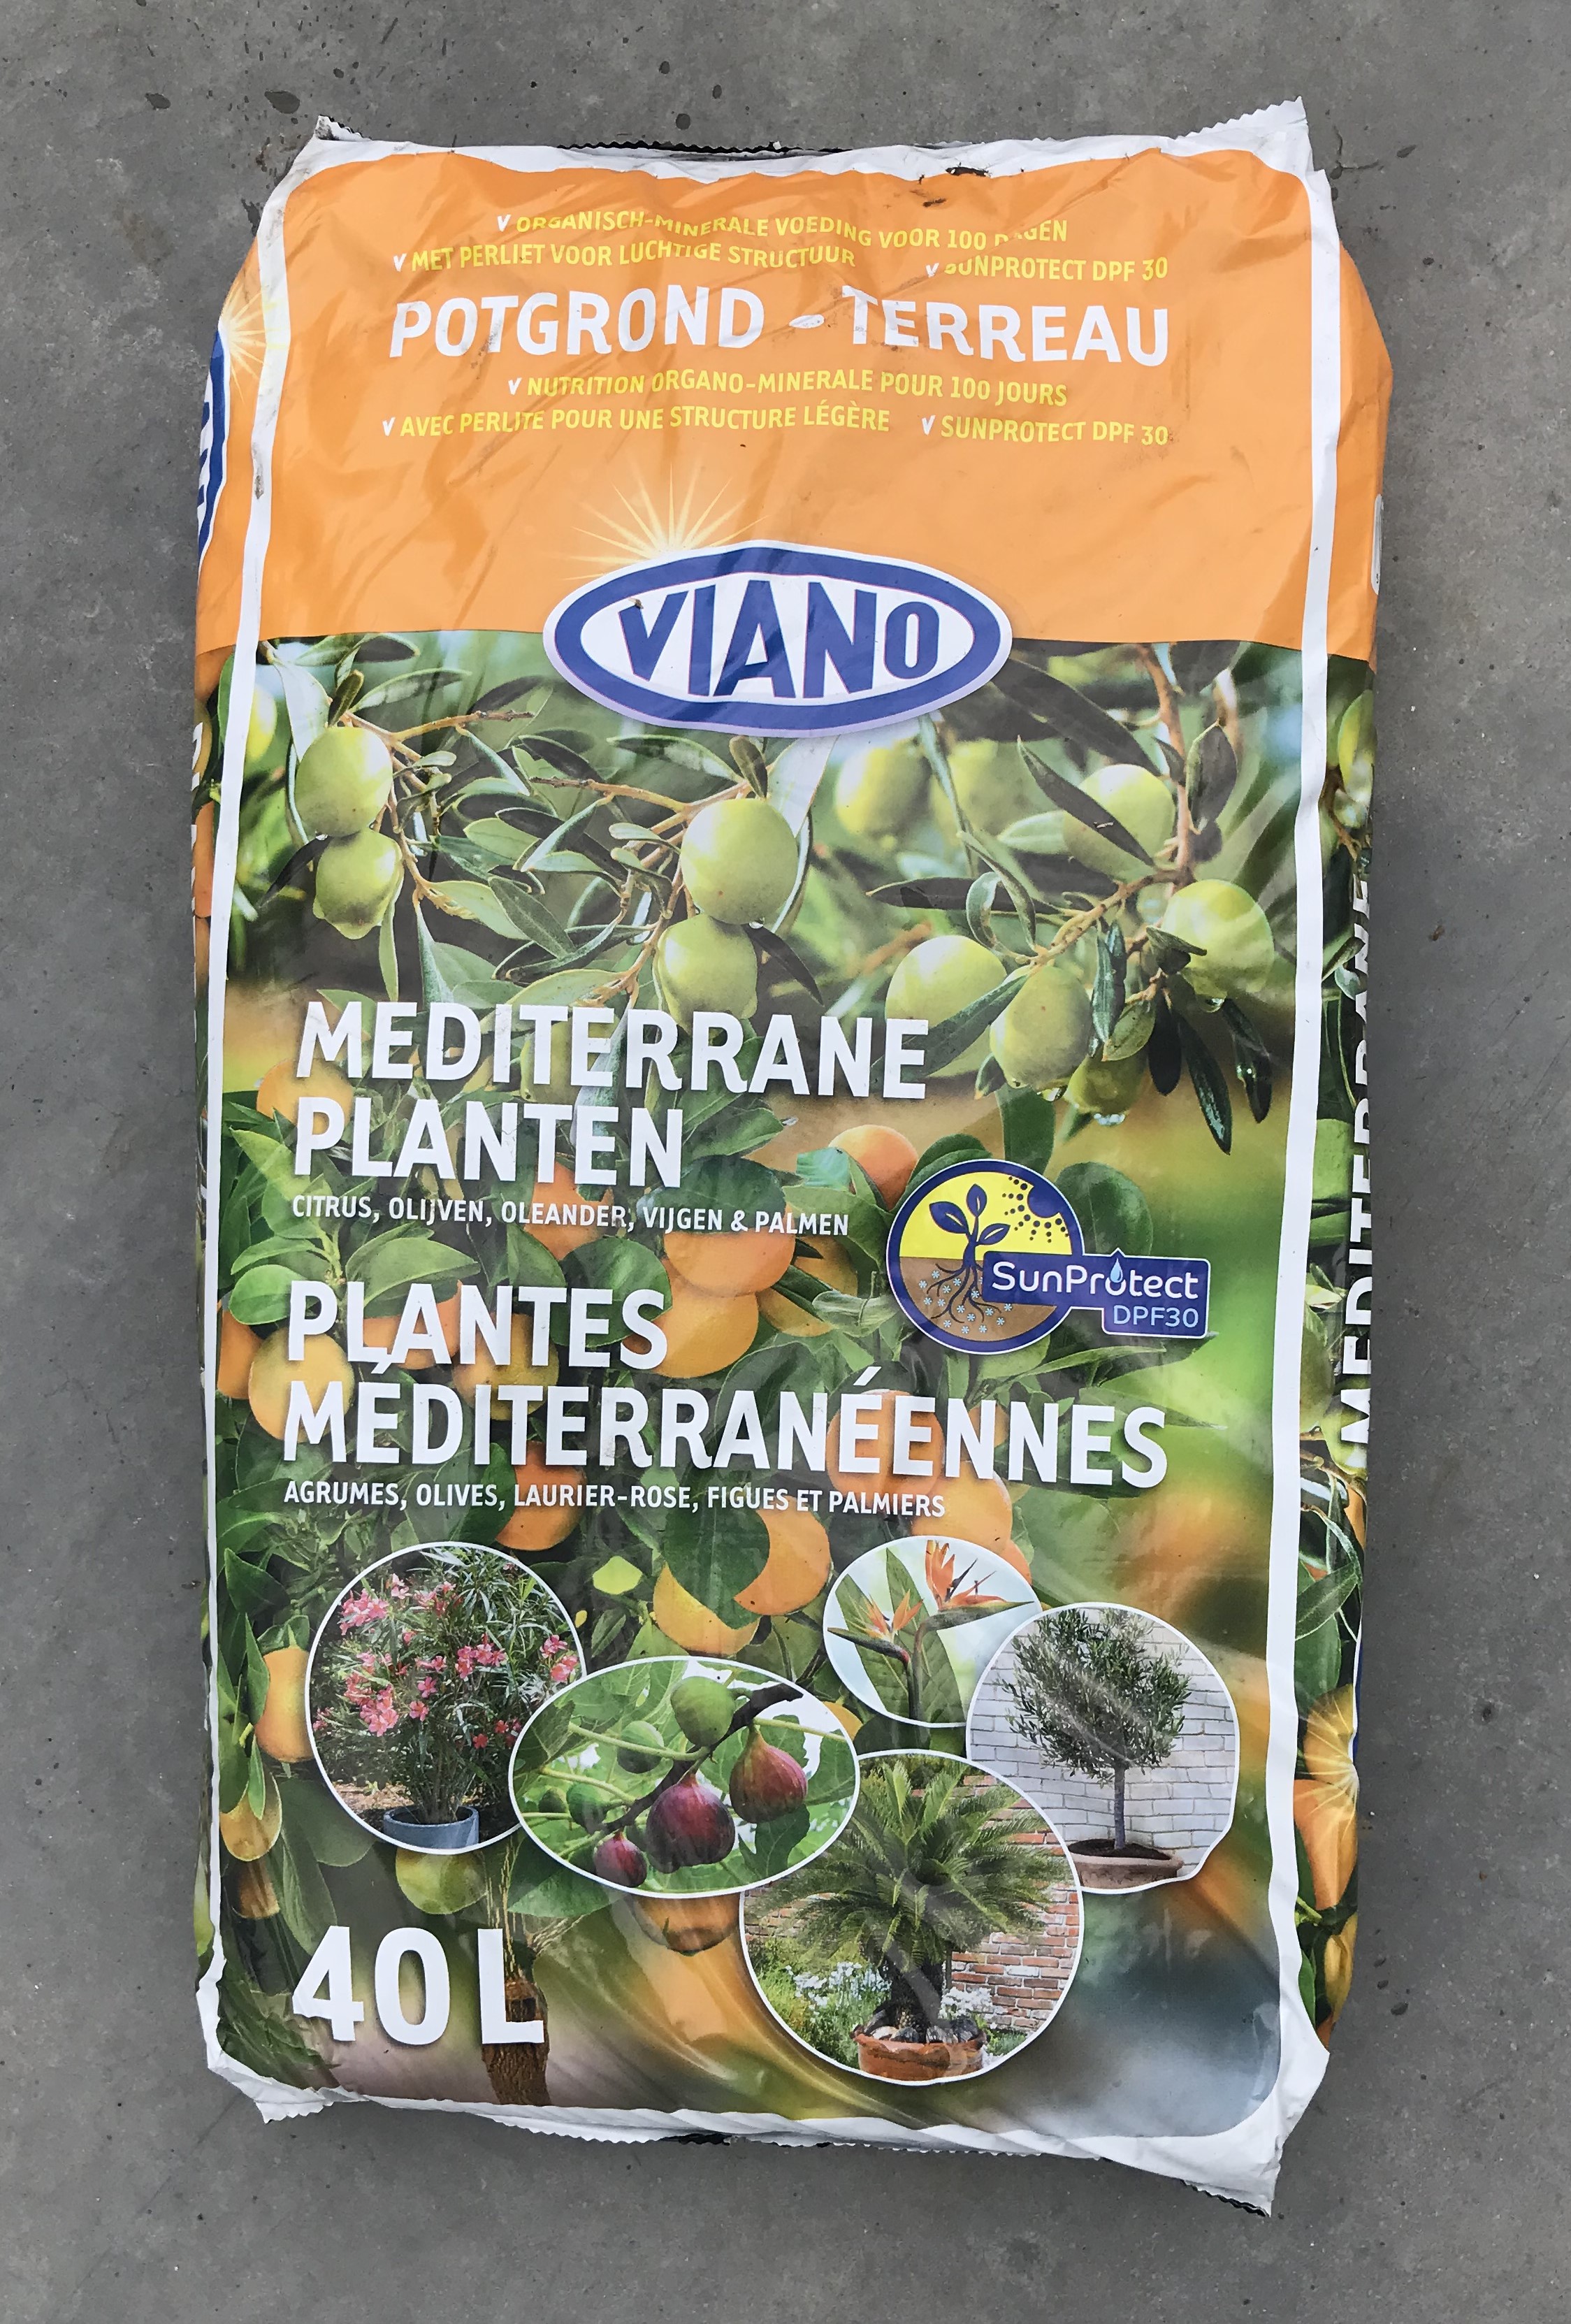 ✓ ORGANISCH-MINERALE VOEDING VOOR 100 DAGEN
✓ MET PERLIET VOOR LUCHTIGE STRUCTUUR ✓ SUNPROTECT DPF 30
POTGROND - TERREAU
✓ NUTRITION ORGANO-MINERALE POUR 100 JOURS
✓ AVEC PERLITE POUR UNE STRUCTURE LÉGÈRE ✓ SUNPROTECT DPF 30
VIANO
MEDITERRANE
PLANTEN
CITRUS, OLIJVEN, OLEANDER, VIJGEN & PALMEN
SunProtect
DPF30
PLANTES
MÉDITERRANÉENNES
AGRUMES, OLIVES, LAURIER-ROSE, FIGUES ET PALMIERS
40 L